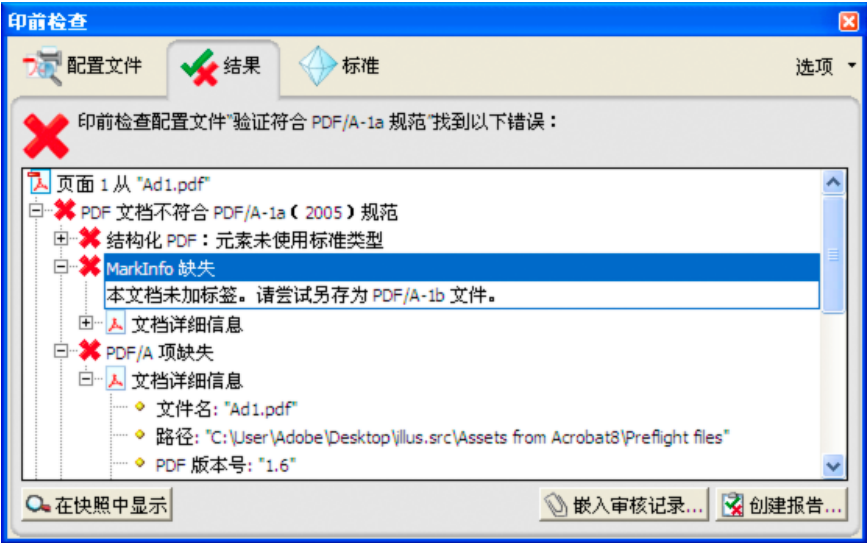 印前检查
配置文件
结果
标准
选项
印前检查配置文件"验证符合 PDF/A-1a 规范"找到以下错误：
页面 1 从 "Ad1.pdf"
PDF 文档不符合 PDF/A-1a（2005）规范
结构化 PDF：元素未使用标准类型
MarkInfo 缺失
本文档未加标签。请尝试另存为 PDF/A-1b 文件。
文档详细信息
PDF/A 项缺失
文档详细信息
文件名: "Ad1.pdf"
路径: "C:\User\Adobe\Desktop\illus.src\Assets from Acrobat8\Preflight files"
PDF 版本号: "1.6"
在快照中显示
嵌入审核记录...
创建报告...